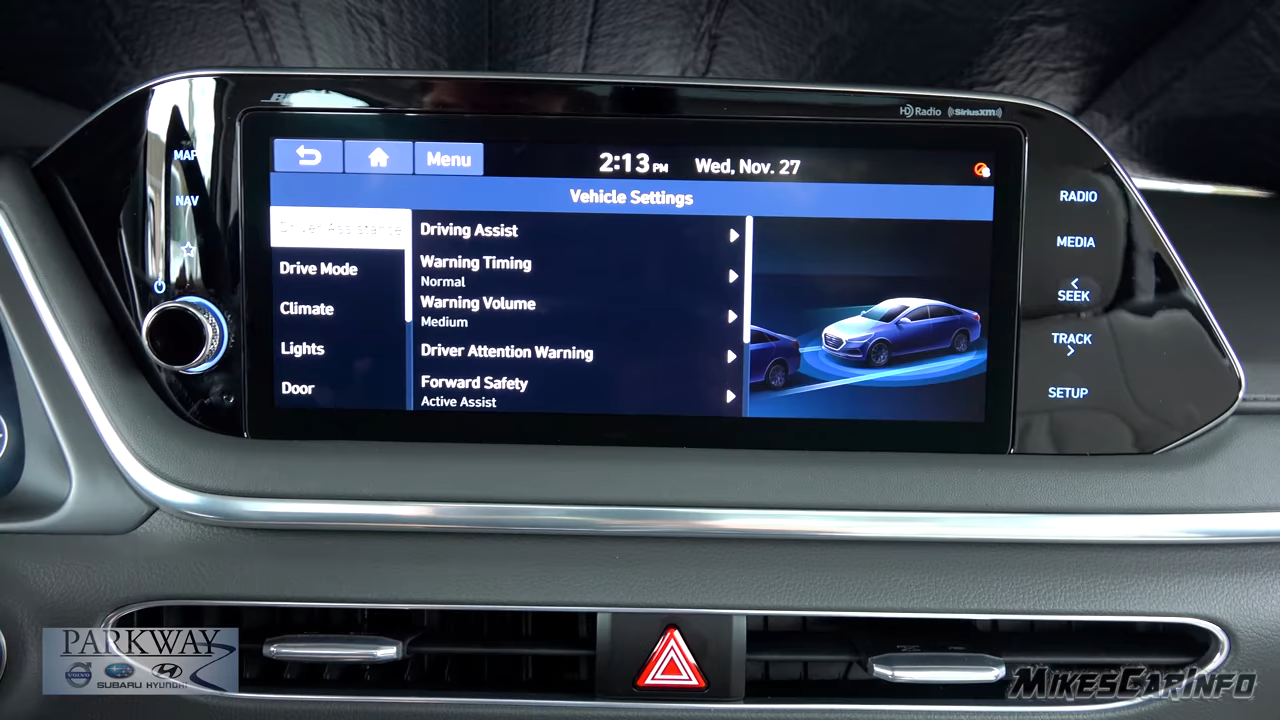 BOSE
HD Radio ((SiriusXM))
MAP
NAV
Menu
2:13 PM Wed, Nov. 27
Vehicle Settings
Driver Assistance
Drive Mode
Climate
Lights
Door
Driving Assist
Warning Timing
Normal
Warning Volume
Medium
Driver Attention Warning
Forward Safety
Active Assist
RADIO
MEDIA
<
SEEK
TRACK
>
SETUP
PARKWAY
VOLVO SUBARU HYUNDAI
MIKESCARINFO